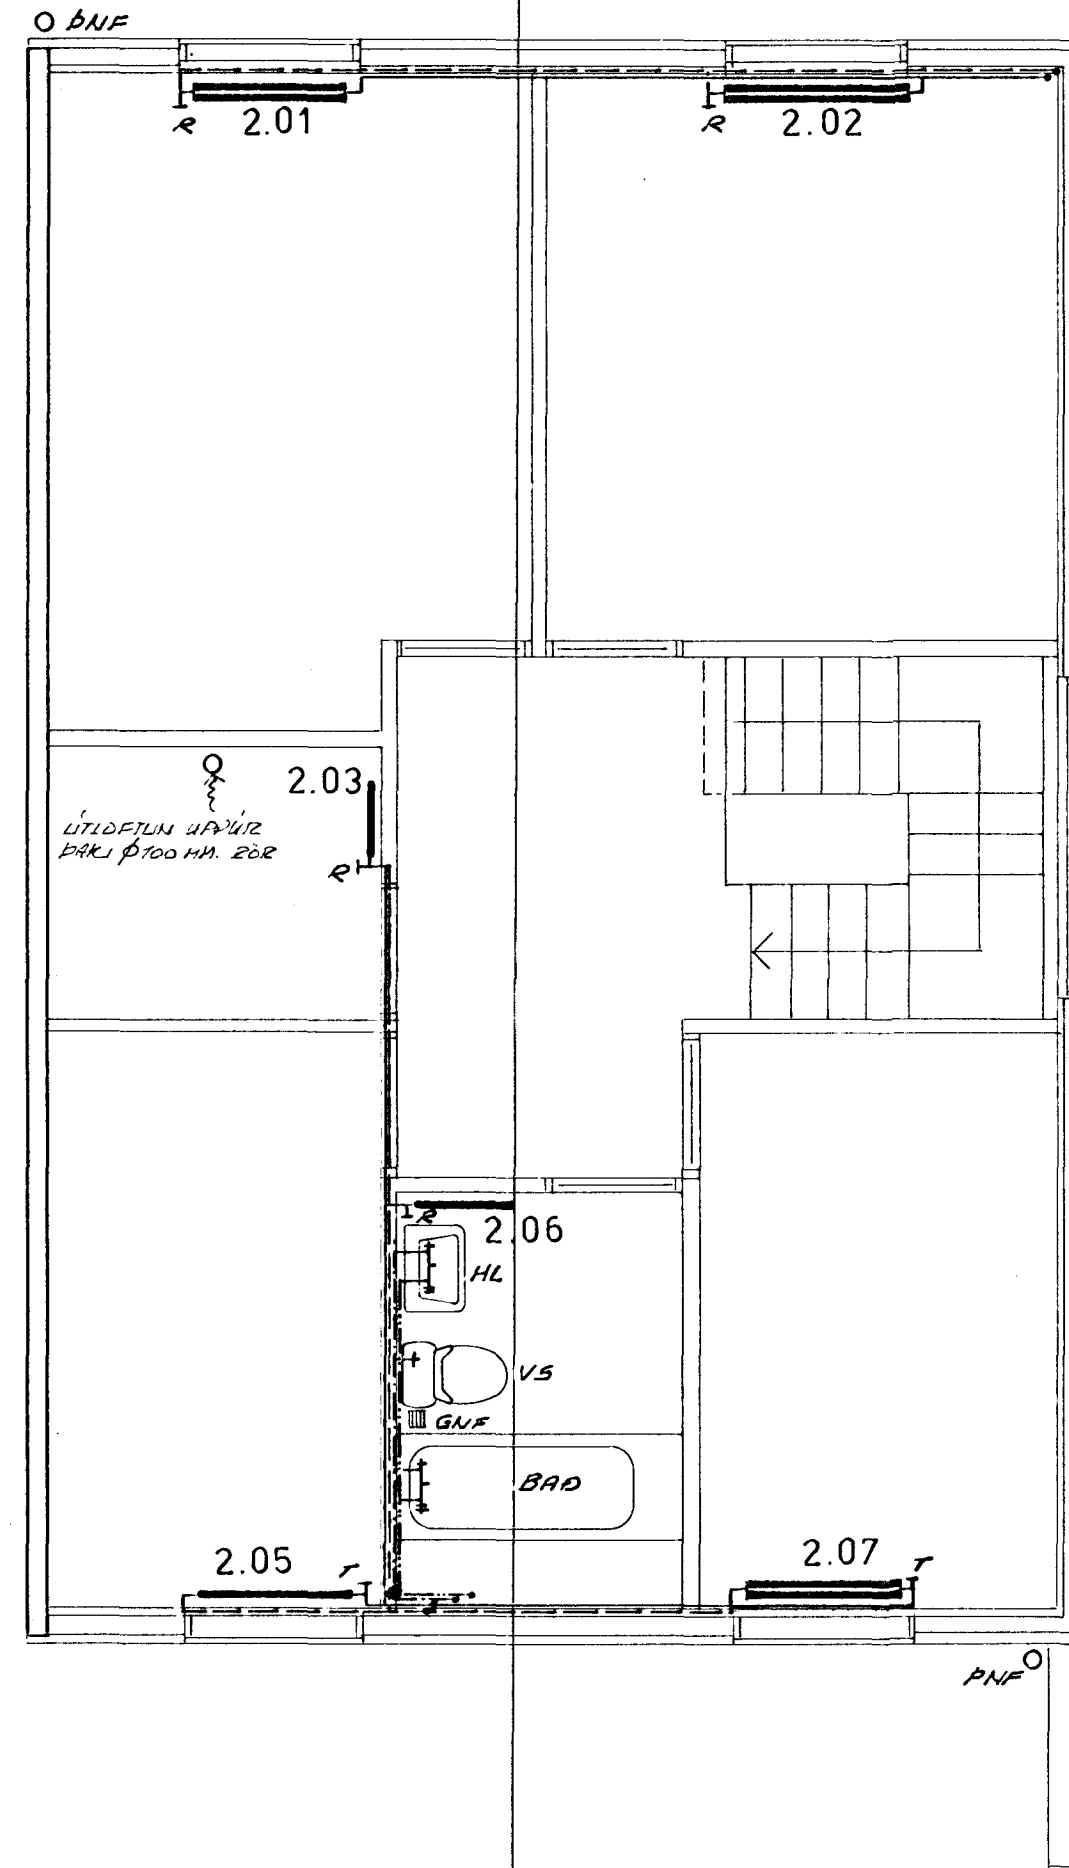 ÞNF
R
2.01
R
2.02
2.03
ÚTLOFTUN UPPÚR
ÞAKI Ø100 MM. RÖR
R
R
2.06
HL
VS
GNF
BAÐ
2.05
T
2.07
T
ÞNF